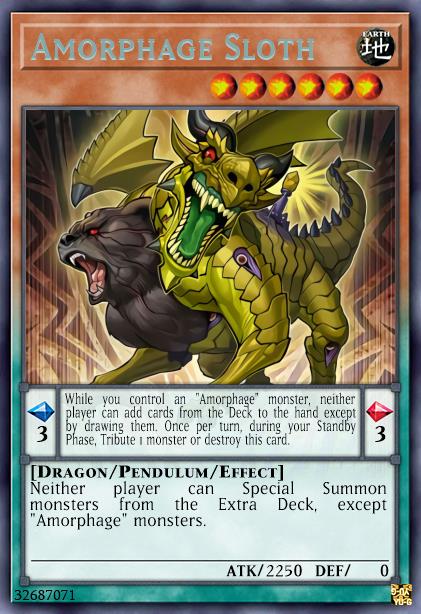 AMORPHAGE SLOTH
EARTH
地
While you control an "Amorphage" monster, neither
player can add cards from the Deck to the hand except
by drawing them. Once per turn, during your Standby
Phase, Tribute 1 monster or destroy this card.
3
3
[DRAGON/PENDULUM/EFFECT]
Neither player can Special Summon
monsters from the Extra Deck, except
"Amorphage" monsters.
ATK/2250 DEF/ 0
32687071